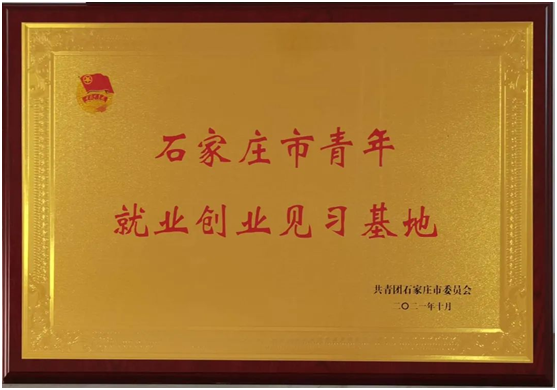 石家庄市青年
就业创业见习基地
共青团石家庄市委员会
二〇二一年十月